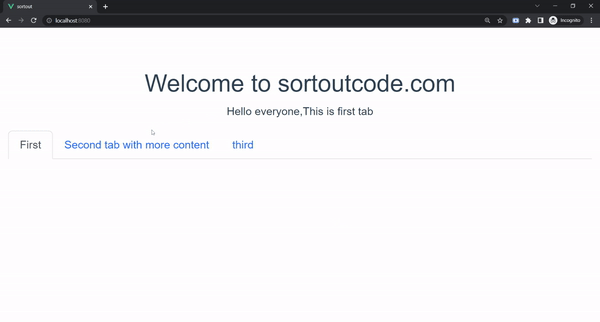 sortout
localhost:8080
Incognito
Welcome to sortoutcode.com
Hello everyone,This is first tab
First Second tab with more content third